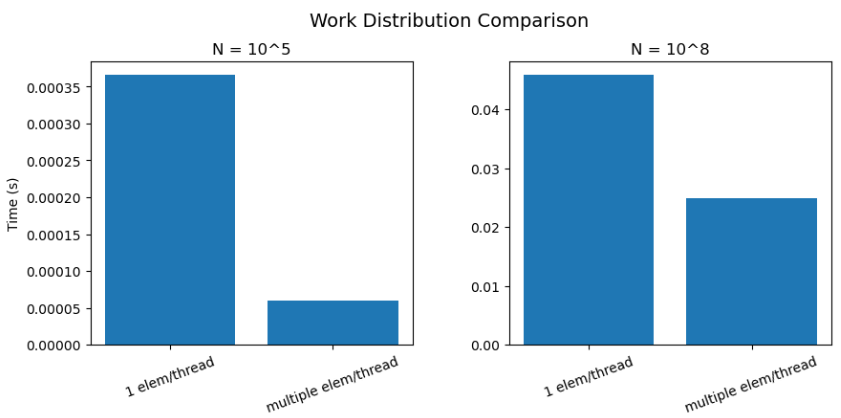 Work Distribution Comparison
N = 10^5
N = 10^8
Time (s)
0.00035
0.00030
0.00025
0.00020
0.00015
0.00010
0.00005
0.00000
1 elem/thread
multiple elem/thread
0.04
0.03
0.02
0.01
0.00
1 elem/thread
multiple elem/thread